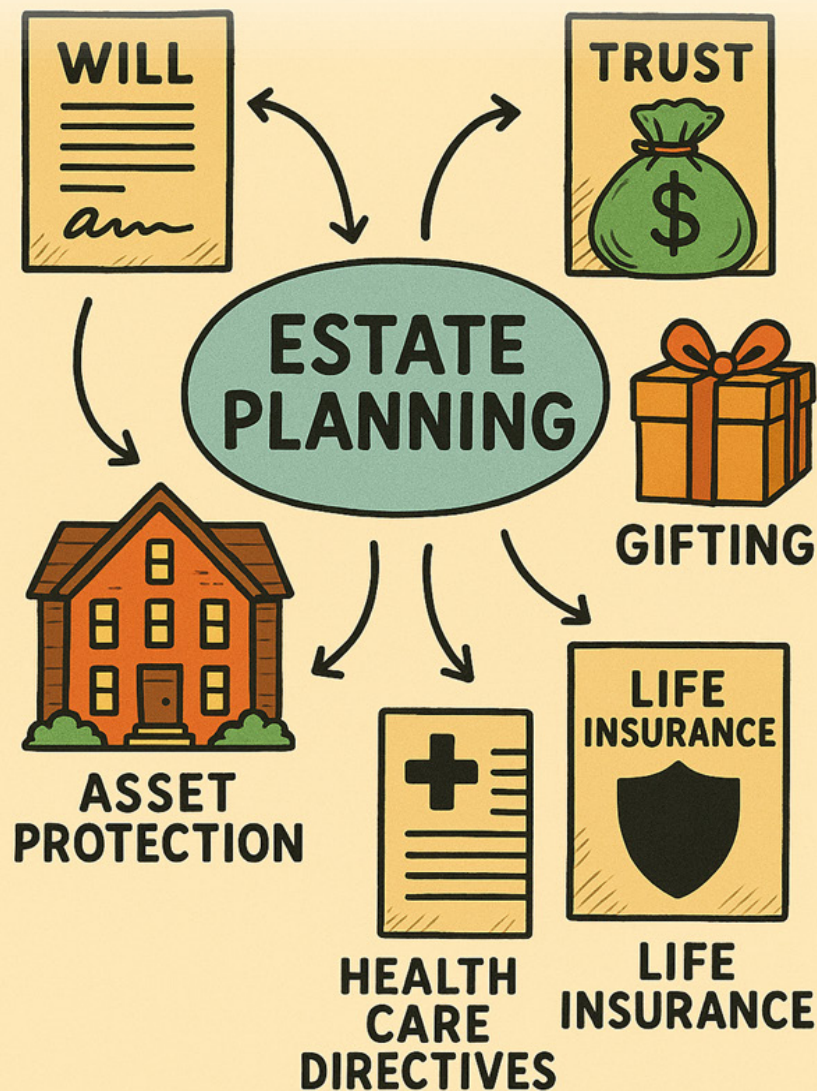 WILL
TRUST
$
ESTATE
PLANNING
GIFTING
ASSET
PROTECTION
LIFE
INSURANCE
HEALTH
CARE
DIRECTIVES
LIFE
INSURANCE